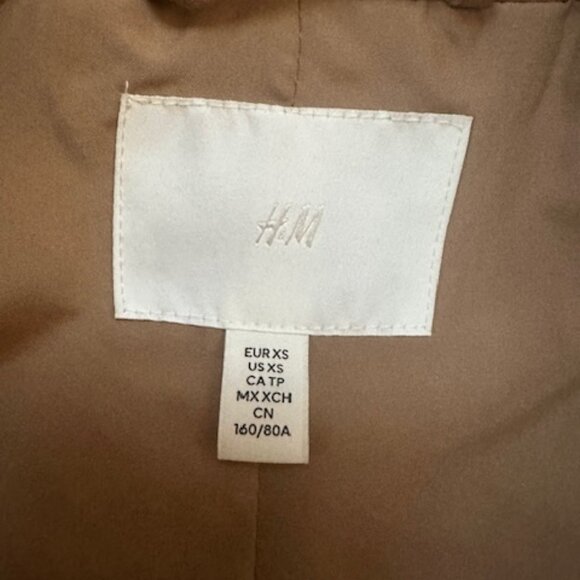 H&M
EUR XS
US XS
CA TP
MX XCH
CN
160/80A